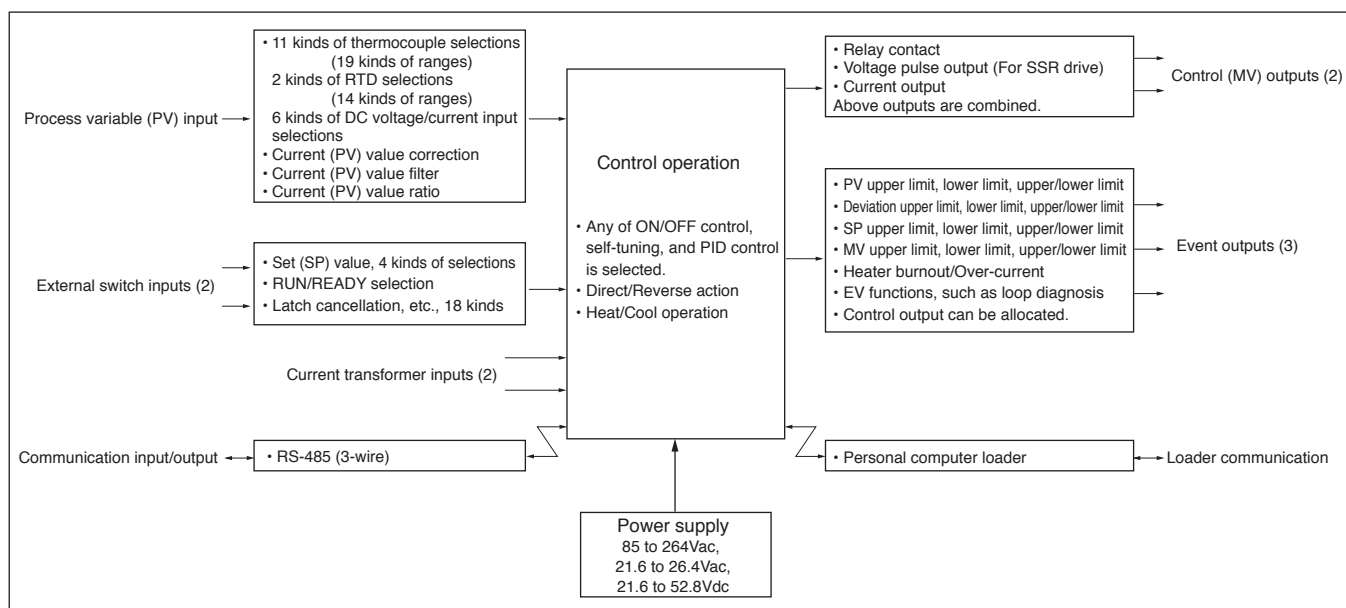 Process variable (PV) input
• 11 kinds of thermocouple selections
(19 kinds of ranges)
2 kinds of RTD selections
(14 kinds of ranges)
6 kinds of DC voltage/current input
selections
• Current (PV) value correction
• Current (PV) value filter
• Current (PV) value ratio
External switch inputs (2)
• Set (SP) value, 4 kinds of selections
• RUN/READY selection
• Latch cancellation, etc., 18 kinds
Current transformer inputs (2)
Communication input/output
• RS-485 (3-wire)
Control operation
• Any of ON/OFF control,
self-tuning, and PID control
is selected.
• Direct/Reverse action
• Heat/Cool operation
Power supply
85 to 264Vac,
21.6 to 26.4Vac,
21.6 to 52.8Vdc
• Relay contact
• Voltage pulse output (For SSR drive)
• Current output
Above outputs are combined.
Control (MV) outputs (2)
• PV upper limit, lower limit, upper/lower limit
• Deviation upper limit, lower limit, upper/lower limit
• SP upper limit, lower limit, upper/lower limit
• MV upper limit, lower limit, upper/lower limit
• Heater burnout/Over-current
• EV functions, such as loop diagnosis
• Control output can be allocated.
Event outputs (3)
• Personal computer loader
Loader communication